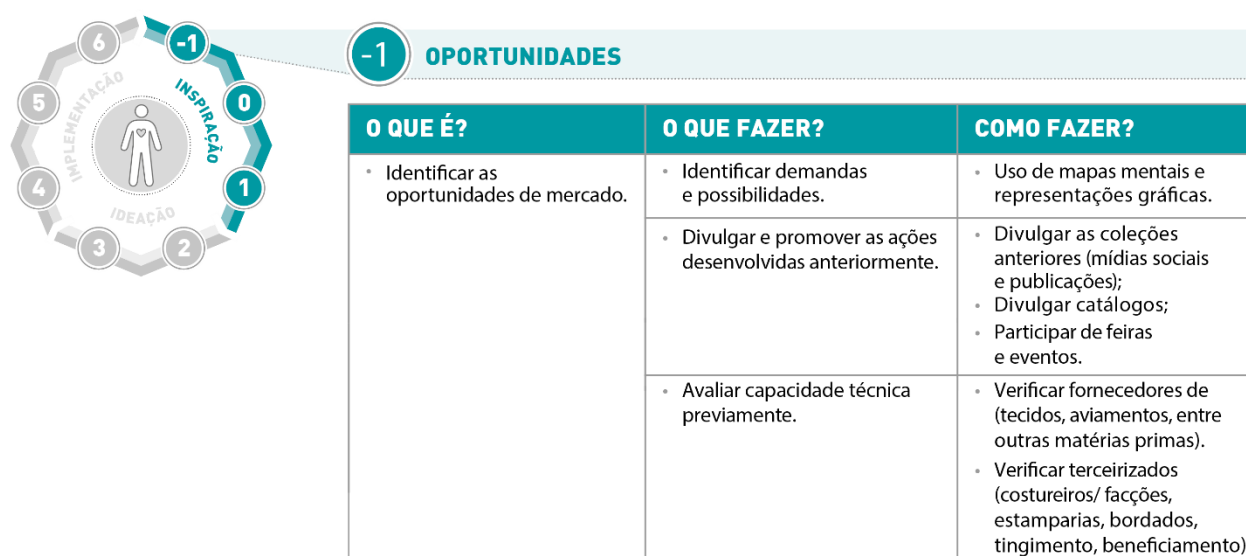 6
-1
5
0
4
1
3
2
INSPIRAÇÃO
IDEAÇÃO
IMPLEMENTAÇÃO
-1 OPORTUNIDADES
O QUE É?
O QUE FAZER?
COMO FAZER?
• Identificar as
oportunidades de mercado.
• Identificar demandas
e possibilidades.
• Uso de mapas mentais e
representações gráficas.
• Divulgar e promover as ações
desenvolvidas anteriormente.
• Divulgar as coleções
anteriores (mídias sociais
e publicações);
• Divulgar catálogos;
• Participar de feiras
e eventos.
• Avaliar capacidade técnica
previamente.
• Verificar fornecedores de
(tecidos, aviamentos, entre
outras matérias primas).
• Verificar terceirizados
(costureiros/ facções,
estamparias, bordados,
tingimento, beneficiamento)